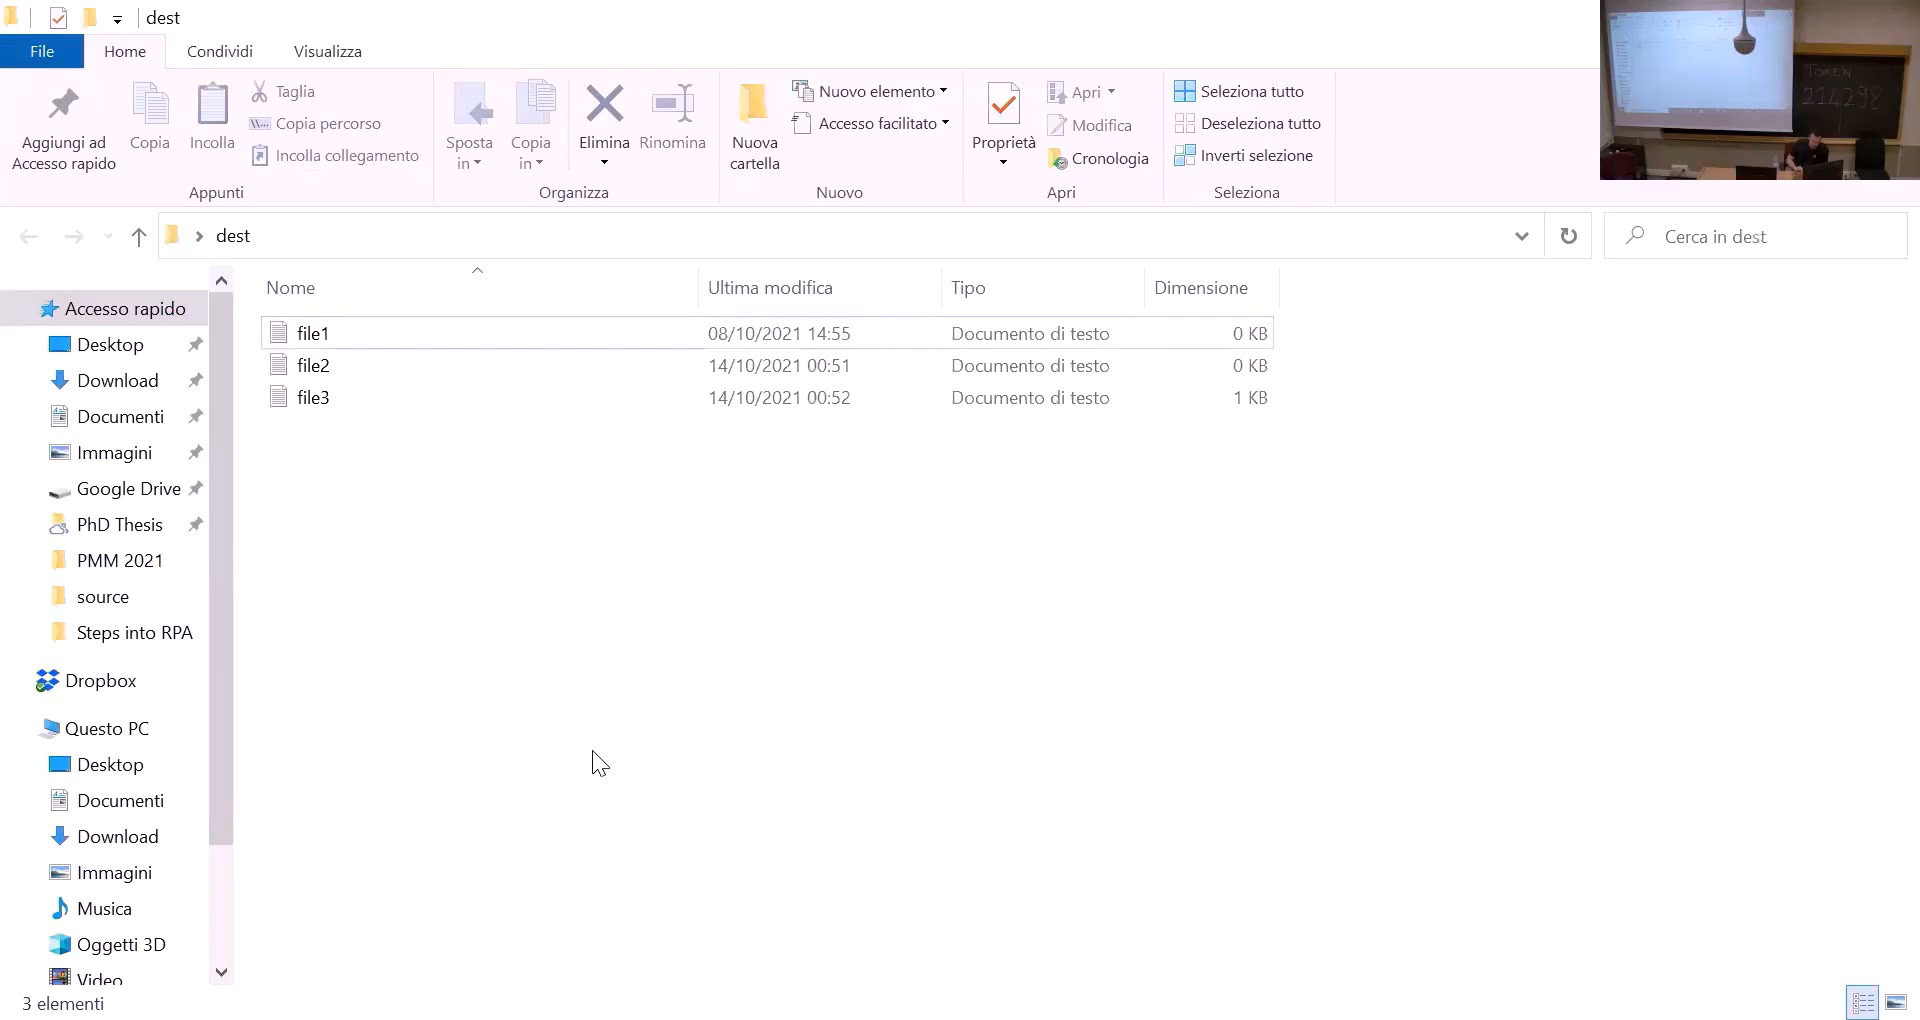 dest
File Home Condividi Visualizza
Aggiungi ad
Accesso rapido
Copia
Incolla
Taglia
Copia percorso
Incolla collegamento
Appunti
Sposta
in
Copia
in
Elimina
Rinomina
Organizza
Nuova
cartella
Nuovo elemento
Accesso facilitato
Nuovo
Proprietà
Apri
Modifica
Cronologia
Apri
Seleziona tutto
Deseleziona tutto
Inverti selezione
Seleziona
dest
Cerca in dest
Nome Ultima modifica Tipo Dimensione
file1 08/10/2021 14:55 Documento di testo 0 KB
file2 14/10/2021 00:51 Documento di testo 0 KB
file3 14/10/2021 00:52 Documento di testo 1 KB
Accesso rapido
Desktop
Download
Documenti
Immagini
Google Drive
PhD Thesis
PMM 2021
source
Steps into RPA
Dropbox
Questo PC
Desktop
Documenti
Download
Immagini
Musica
Oggetti 3D
Video
3 elementi
TOKEN
214298